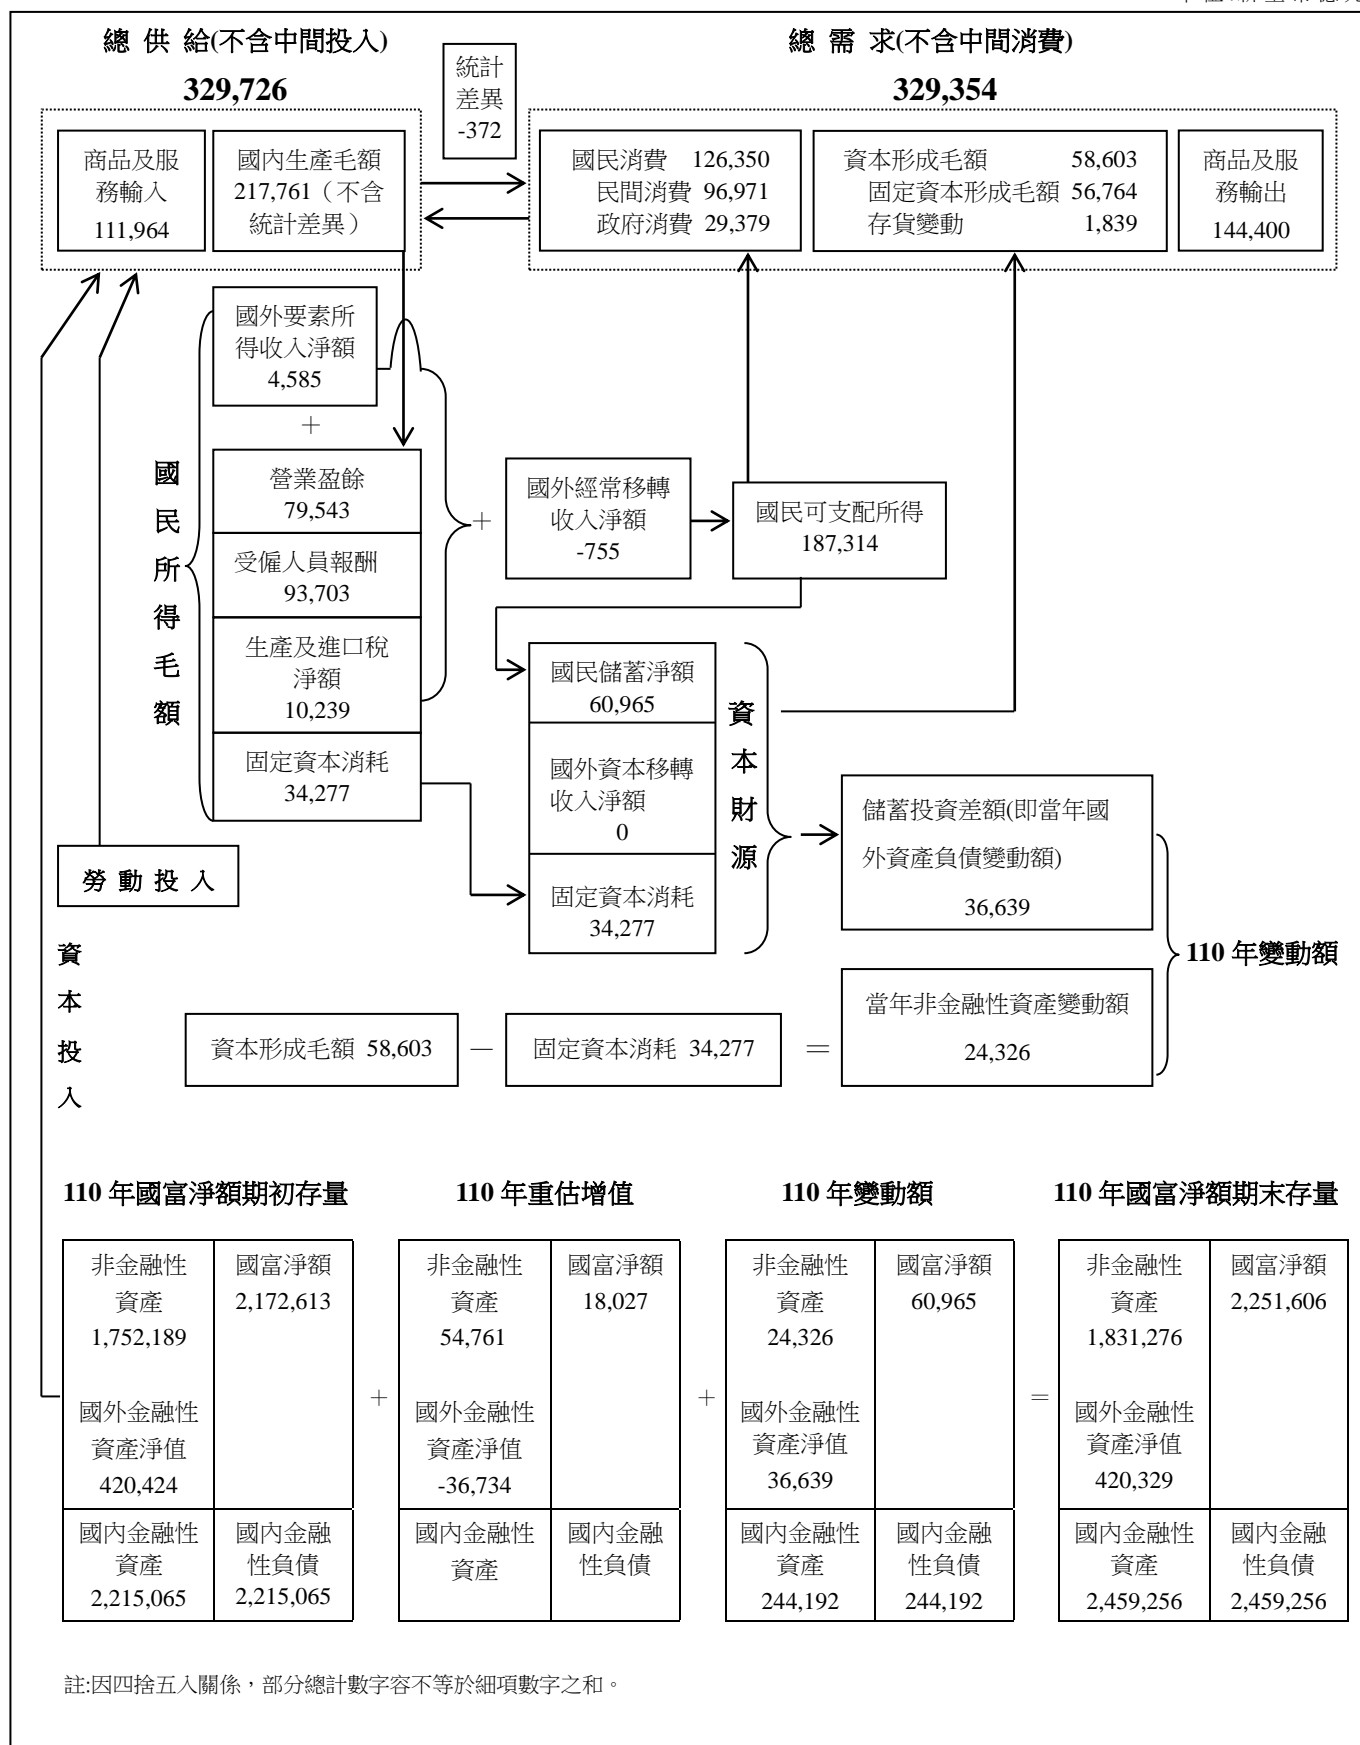 總 供 給(不含中間投入)
329,726
統計
差異
-372
總 需 求(不含中間消費)
329,354
商品及服
務輸入
111,964
國內生產毛額
217,761（不含
統計差異）
國民消費 126,350
民間消費 96,971
政府消費 29,379
資本形成毛額 58,603
固定資本形成毛額 56,764
存貨變動 1,839
商品及服
務輸出
144,400
國外要素所
得收入淨額
4,585
+
國民所得毛額
營業盈餘
79,543
受僱人員報酬
93,703
生產及進口稅
淨額
10,239
固定資本消耗
34,277
+
國外經常移轉
收入淨額
-755
國民可支配所得
187,314
國民儲蓄淨額
60,965
國外資本移轉
收入淨額
0
固定資本消耗
34,277
資本財源
儲蓄投資差額(即當年國
外資產負債變動額)
36,639
勞 動 投 入
資本投入
110 年變動額
當年非金融性資產變動額
24,326
資本形成毛額 58,603
—
固定資本消耗 34,277
=
110 年國富淨額期初存量
110 年重估增值
110 年變動額
110 年國富淨額期末存量
非金融性
資產
1,752,189
國外金融性
資產淨值
420,424
國富淨額
2,172,613
國內金融性
資產
2,215,065
國內金融
性負債
2,215,065
+
非金融性
資產
54,761
國外金融性
資產淨值
-36,734
國富淨額
18,027
國內金融性
資產
國內金融
性負債
+
非金融性
資產
24,326
國外金融性
資產淨值
36,639
國富淨額
60,965
國內金融性
資產
244,192
國內金融
性負債
244,192
=
非金融性
資產
1,831,276
國外金融性
資產淨值
420,329
國富淨額
2,251,606
國內金融性
資產
2,459,256
國內金融
性負債
2,459,256
註:因四捨五入關係，部分總計數字容不等於細項數字之和。